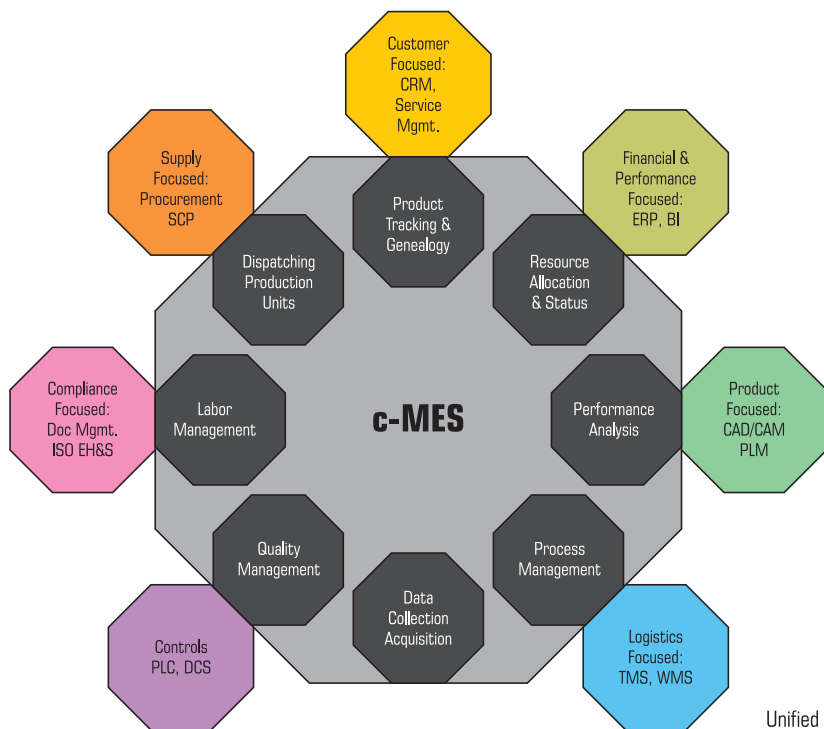 Customer
Focused:
CRM,
Service
Mgmt.
Supply
Focused:
Procurement
SCP
Financial &
Performance
Focused:
ERP, BI
Product
Tracking &
Genealogy
Dispatching
Production
Units
Resource
Allocation
& Status
Compliance
Focused:
Doc Mgmt.
ISO EH&S
Labor
Management
c-MES
Performance
Analysis
Product
Focused:
CAD/CAM
PLM
Quality
Management
Process
Management
Data
Collection
Acquisition
Controls
PLC, DCS
Logistics
Focused:
TMS, WMS
Unified